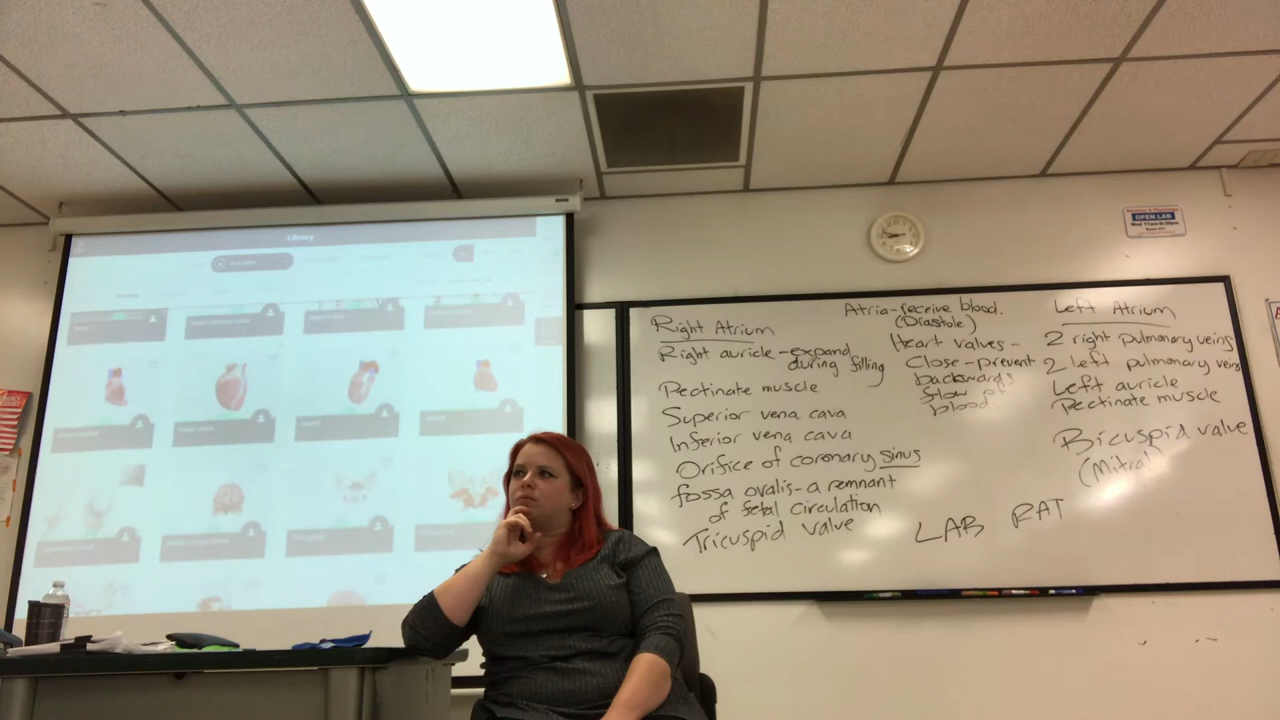 Library
OPEN LAB
Right Atrium
Right auricle - expand
during filling
Pectinate muscle
Superior vena cava
Inferior vena cava
Orifice of coronary sinus
fossa ovalis - a remnant
of fetal circulation
Tricuspid valve
Atria - receive blood.
(Diastole)
Heart valves -
Close - prevent
backwards
flow of
blood.
LAB RAT
Left Atrium
2 right pulmonary veins
2 left pulmonary veins
Left auricle
Pectinate muscle
Bicuspid valve
(Mitral)